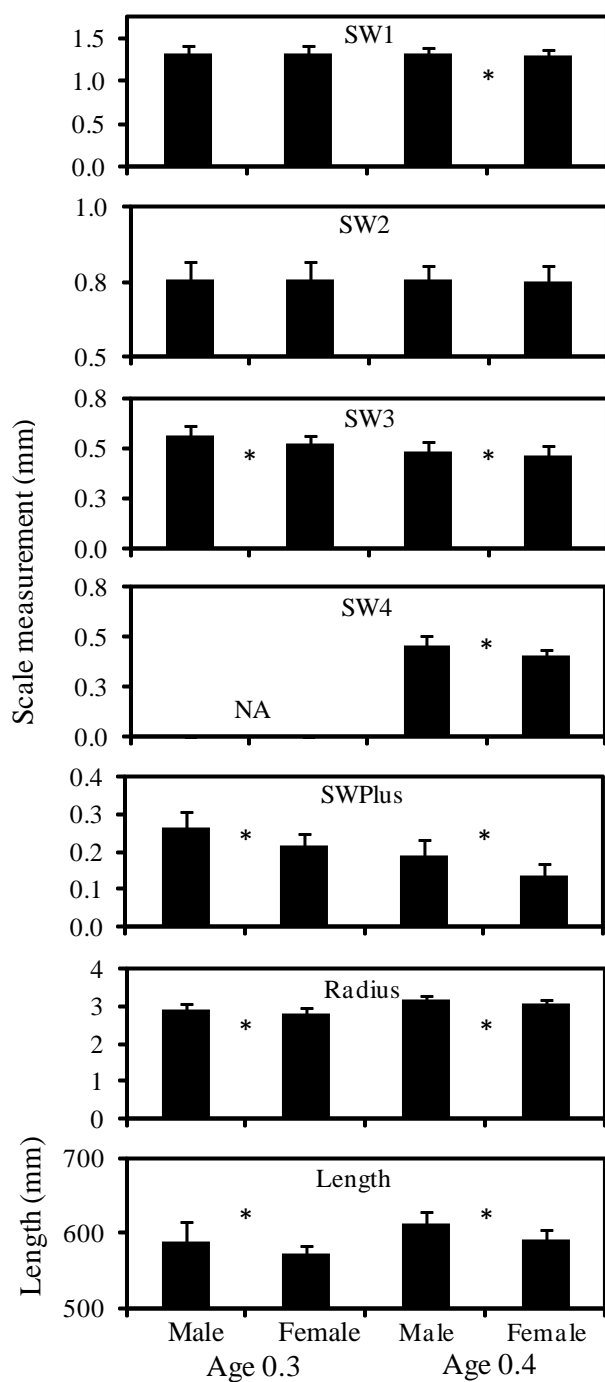 SW1
1.5
*
1.0
0.5
0.0
1.0
SW2
0.8
0.5
0.8
SW3
0.5
* *
0.3
0.0
0.8
SW4
0.5
*
0.3
NA
0.0
0.4
SWPlus
0.3
* *
0.2
0.1
0.0
4
Radius
3
* *
2
1
0
Scale measurement (mm)
700
Length
* *
600
500
Length (mm)
Male Female Male Female
Age 0.3 Age 0.4